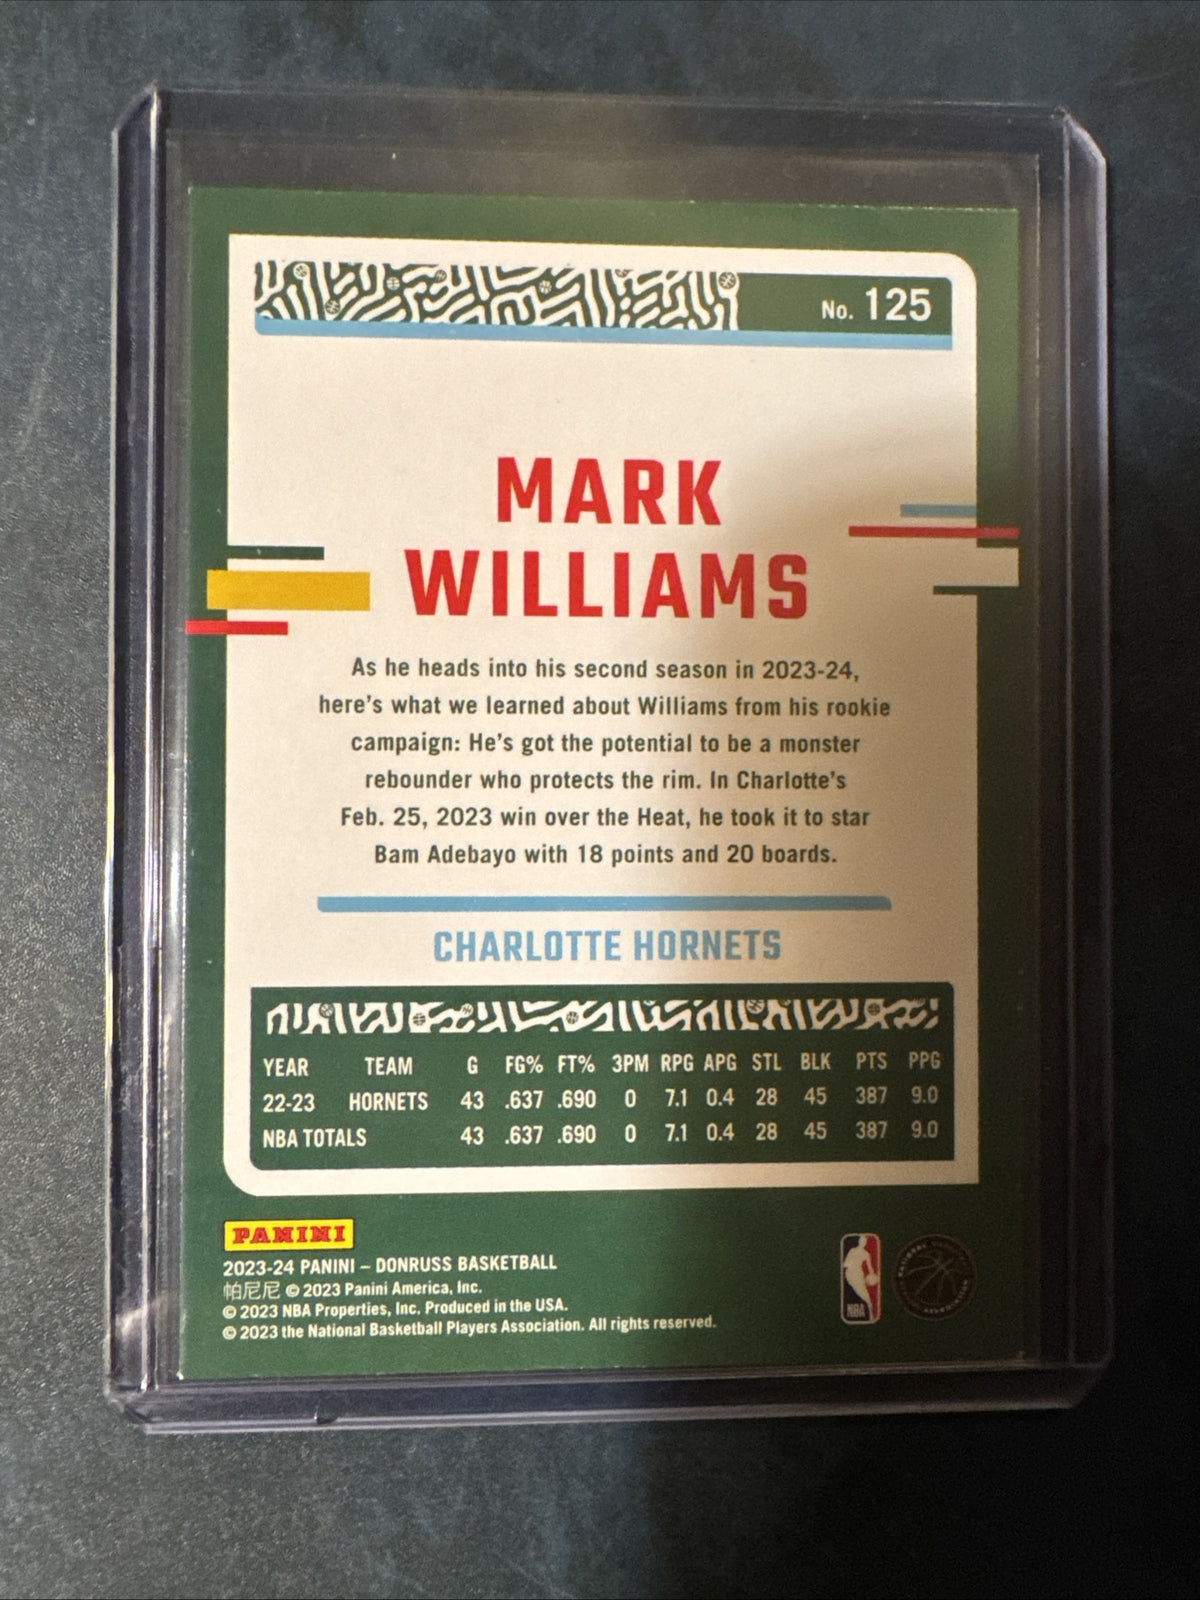 No. 125
MARK
WILLIAMS
As he heads into his second season in 2023-24,
here's what we learned about Williams from his rookie
campaign: He's got the potential to be a monster
rebounder who protects the rim. In Charlotte's
Feb. 25, 2023 win over the Heat, he took it to star
Bam Adebayo with 18 points and 20 boards.
CHARLOTTE HORNETS
YEAR TEAM G FG% FT% 3PM RPG APG STL BLK PTS PPG
22-23 HORNETS 43 .637 .690 0 7.1 0.4 28 45 387 9.0
NBA TOTALS 43 .637 .690 0 7.1 0.4 28 45 387 9.0
PANINI
2023-24 PANINI – DONRUSS BASKETBALL
帕尼尼 © 2023 Panini America, Inc.
© 2023 NBA Properties, Inc. Produced in the USA.
© 2023 the National Basketball Players Association. All rights reserved.
NBA